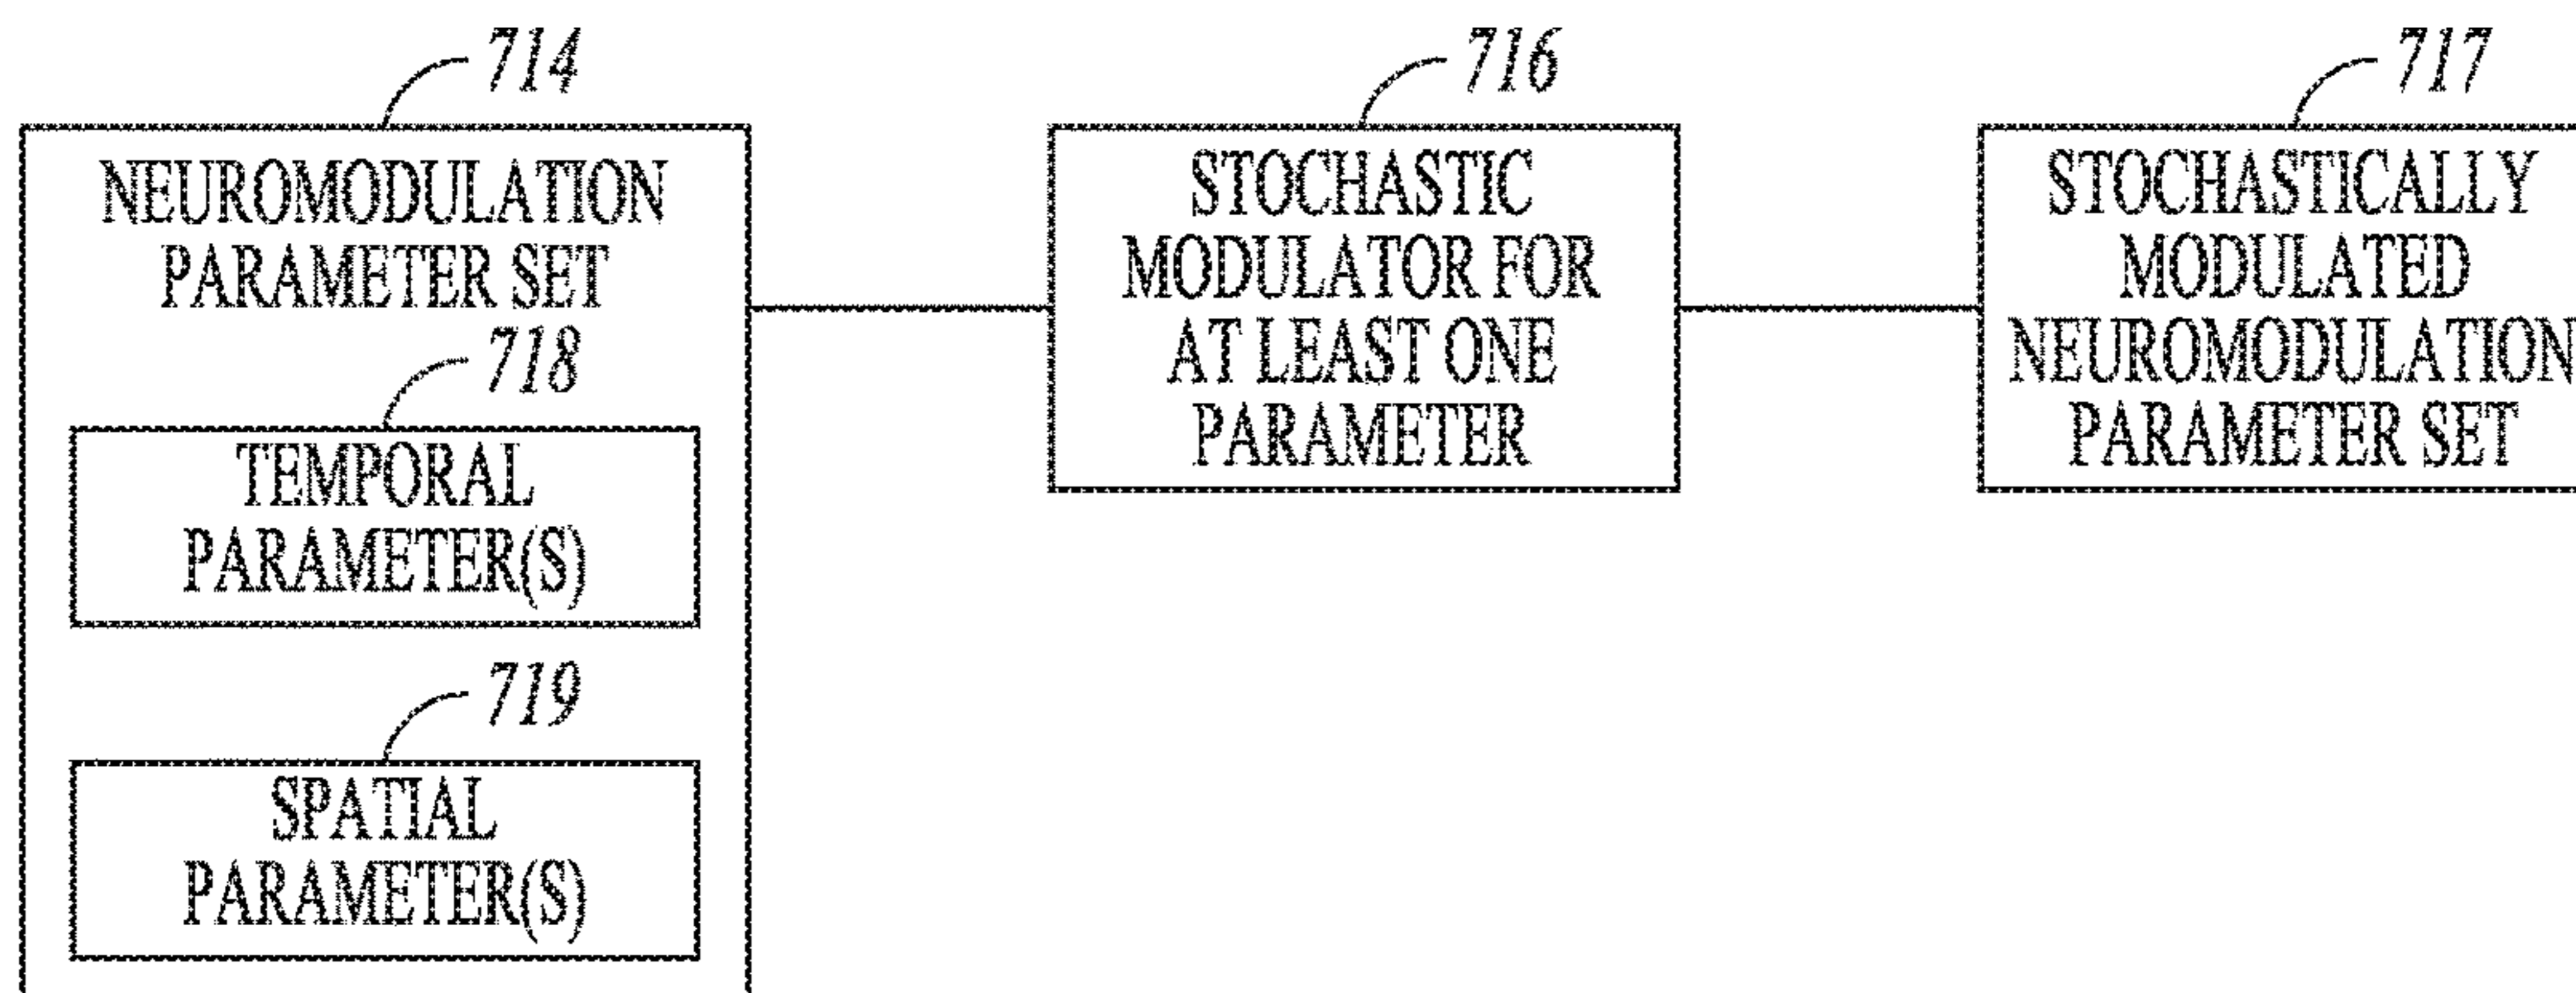 714
NEUROMODULATION
PARAMETER SET
718
TEMPORAL
PARAMETER(S)
719
SPATIAL
PARAMETER(S)
716
STOCHASTIC
MODULATOR FOR
AT LEAST ONE
PARAMETER
717
STOCHASTICALLY
MODULATED
NEUROMODULATION
PARAMETER SET